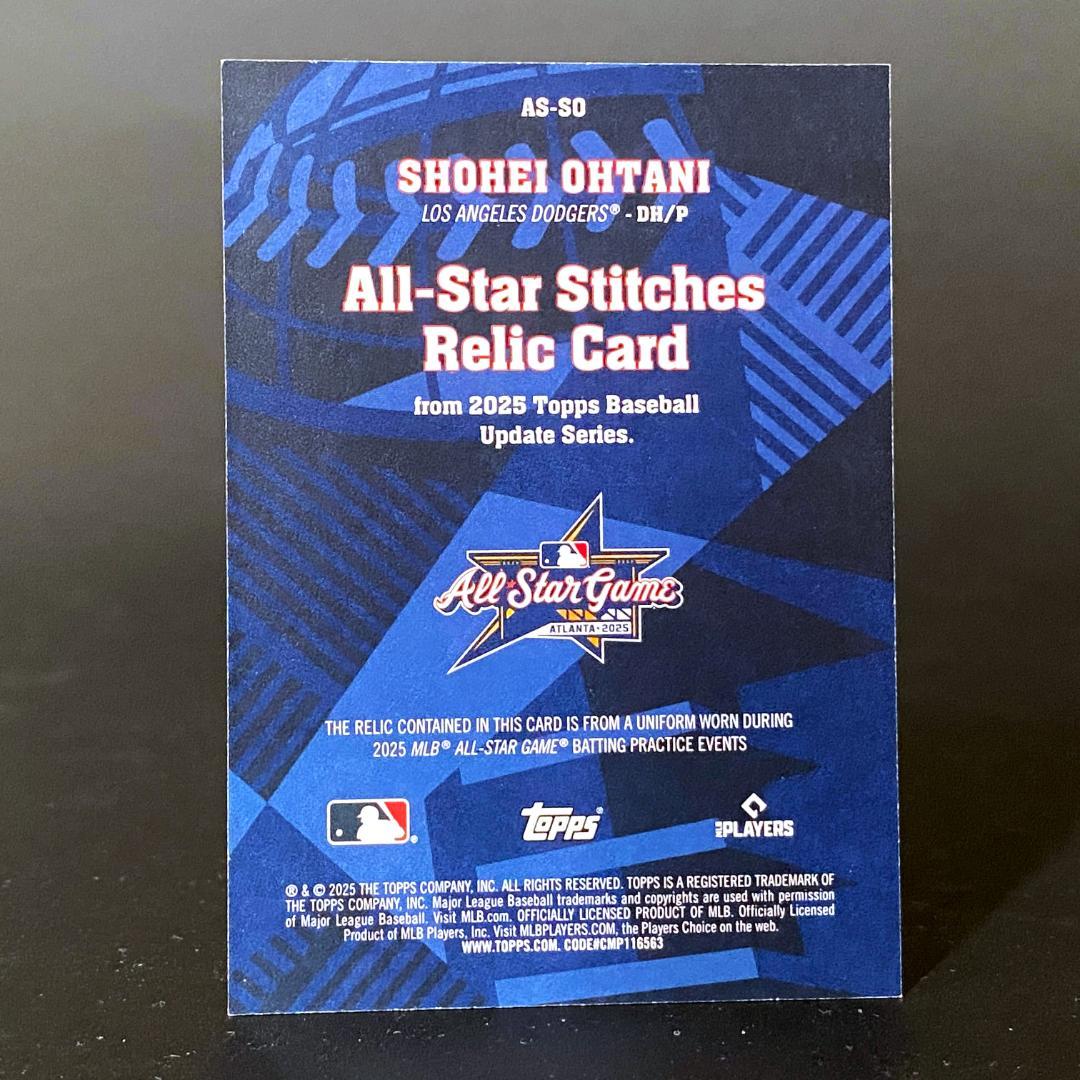 AS-SO
SHOHEI OHTANI
LOS ANGELES DODGERS® - DH/P
All-Star Stitches
Relic Card
from 2025 Topps Baseball
Update Series.
All★Star Game
ATLANTA • 2025
THE RELIC CONTAINED IN THIS CARD IS FROM A UNIFORM WORN DURING
2025 MLB® ALL-STAR GAME® BATTING PRACTICE EVENTS
®
topps®
MLB PLAYERS
® & © 2025 THE TOPPS COMPANY, INC. ALL RIGHTS RESERVED. TOPPS IS A REGISTERED TRADEMARK OF
THE TOPPS COMPANY, INC. Major League Baseball trademarks and copyrights are used with permission
of Major League Baseball. Visit MLB.com. OFFICIALLY LICENSED PRODUCT OF MLB. Officially Licensed
Product of MLB Players, Inc. Visit MLBPLAYERS.COM, the Players Choice on the web.
WWW.TOPPS.COM. CODE#CMP116563